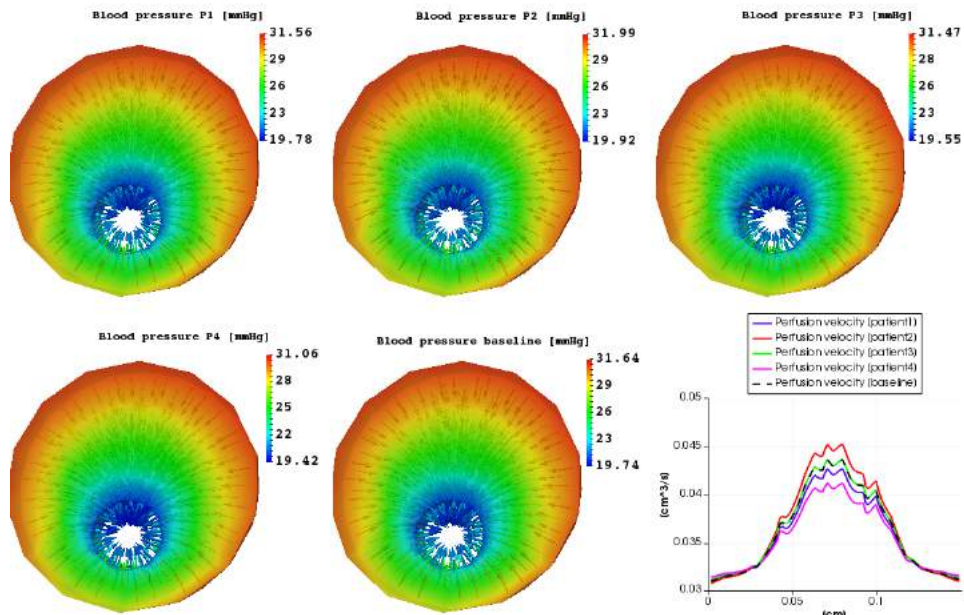 Blood pressure P1 [mmHg]
31.56
29
26
23
19.78
Blood pressure P2 [mmHg]
31.99
29
26
23
19.92
Blood pressure P3 [mmHg]
31.47
29
26
23
19.55
Blood pressure P4 [mmHg]
31.06
28
25
22
19.42
Blood pressure baseline [mmHg]
31.64
29
26
23
19.74
Perfusion velocity (patient1)
Perfusion velocity (patient2)
Perfusion velocity (patient3)
Perfusion velocity (patient4)
Perfusion velocity (baseline)
0.05
0.045
0.04
0.035
0.03
(cm^3/s)
0
0.05
0.1
(cm)